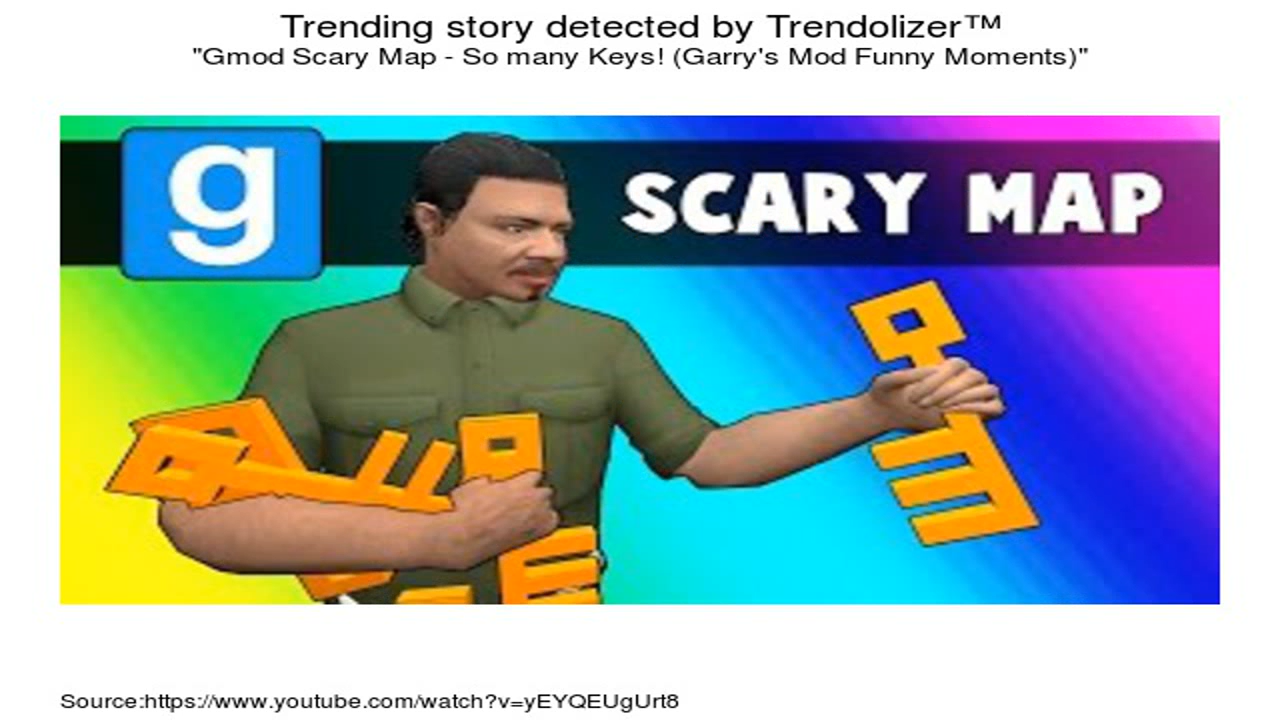 Trending story detected by Trendolizer™
"Gmod Scary Map - So many Keys! (Garry's Mod Funny Moments)"
g
SCARY MAP
Source:https://www.youtube.com/watch?v=yEYQEUgUrt8